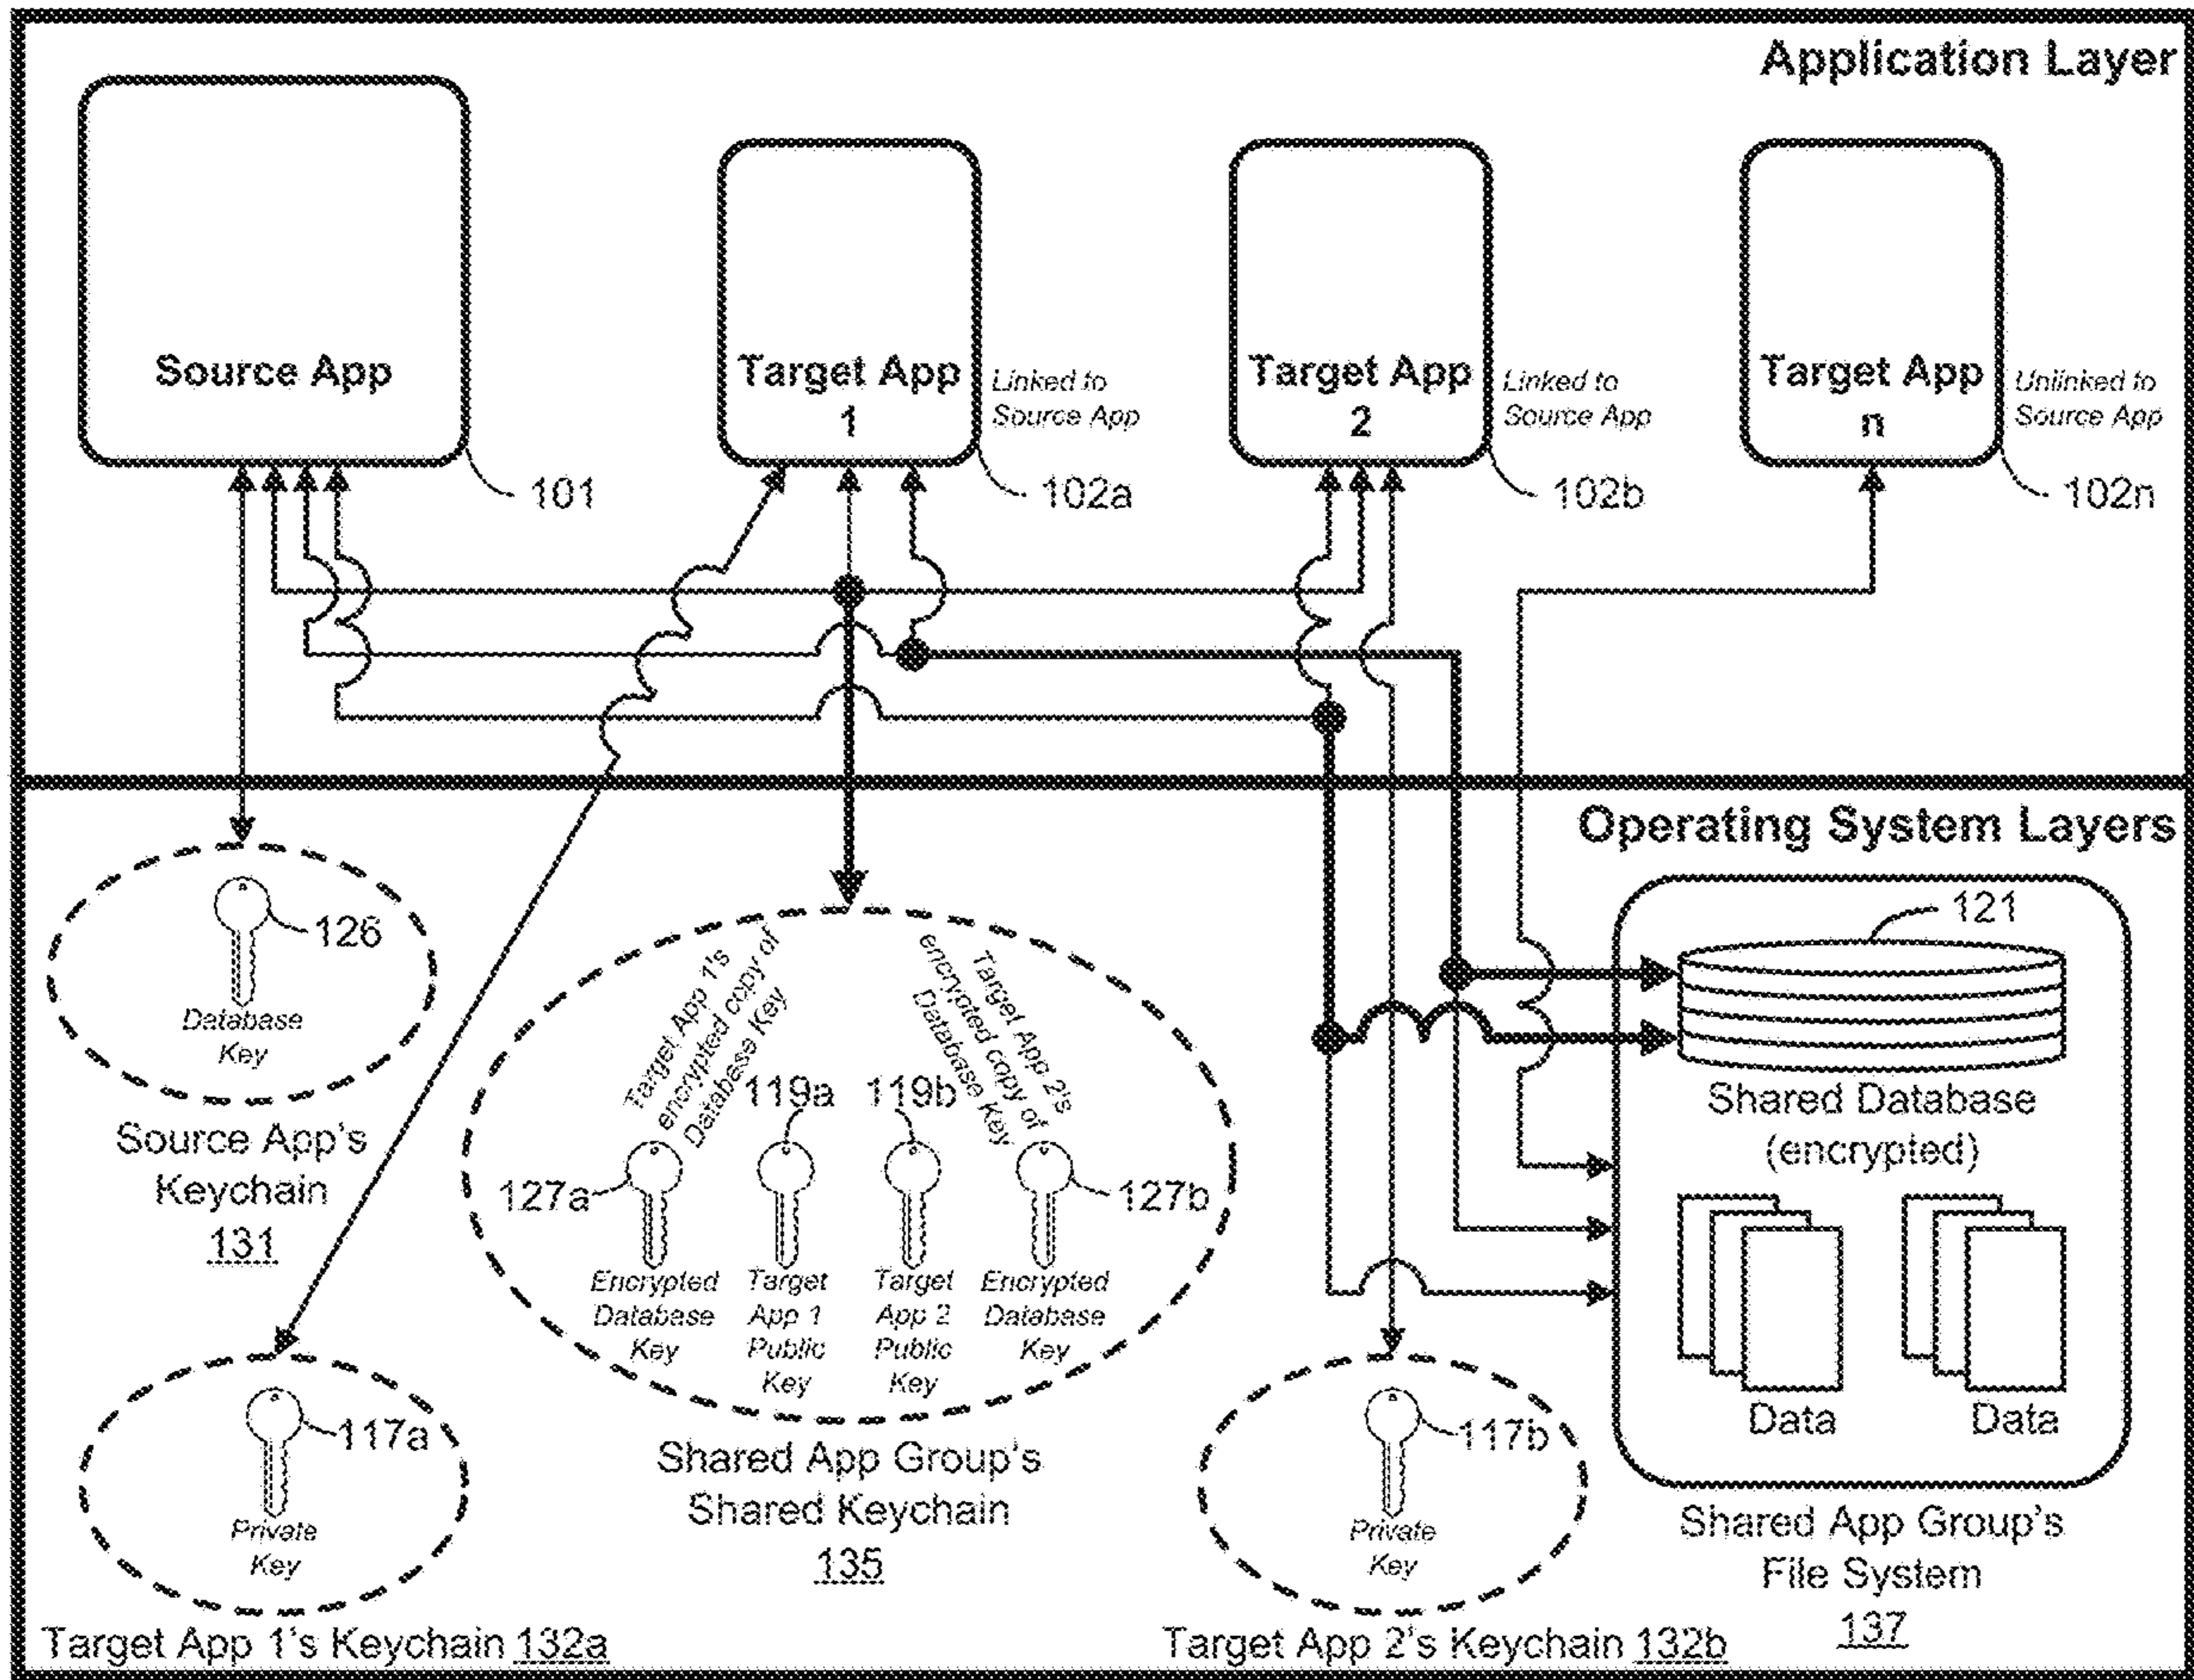 Application Layer
Source App
101
Target App
1
Linked to
Source App
102a
Target App
2
Linked to
Source App
102b
Target App
n
Unlinked to
Source App
102n
Operating System Layers
126
Database
Key
Source App's
Keychain
131
Target App 1's
encrypted copy of
Database Key
Target App 2's
encrypted copy of
Database Key
119a
119b
127a
127b
Encrypted
Database
Key
Target
App 1
Public
Key
Target
App 2
Public
Key
Encrypted
Database
Key
Shared App Group's
Shared Keychain
135
121
Shared Database
(encrypted)
Data
Data
Shared App Group's
File System
137
117a
Private
Key
Target App 1's Keychain 132a
117b
Private
Key
Target App 2's Keychain 132b